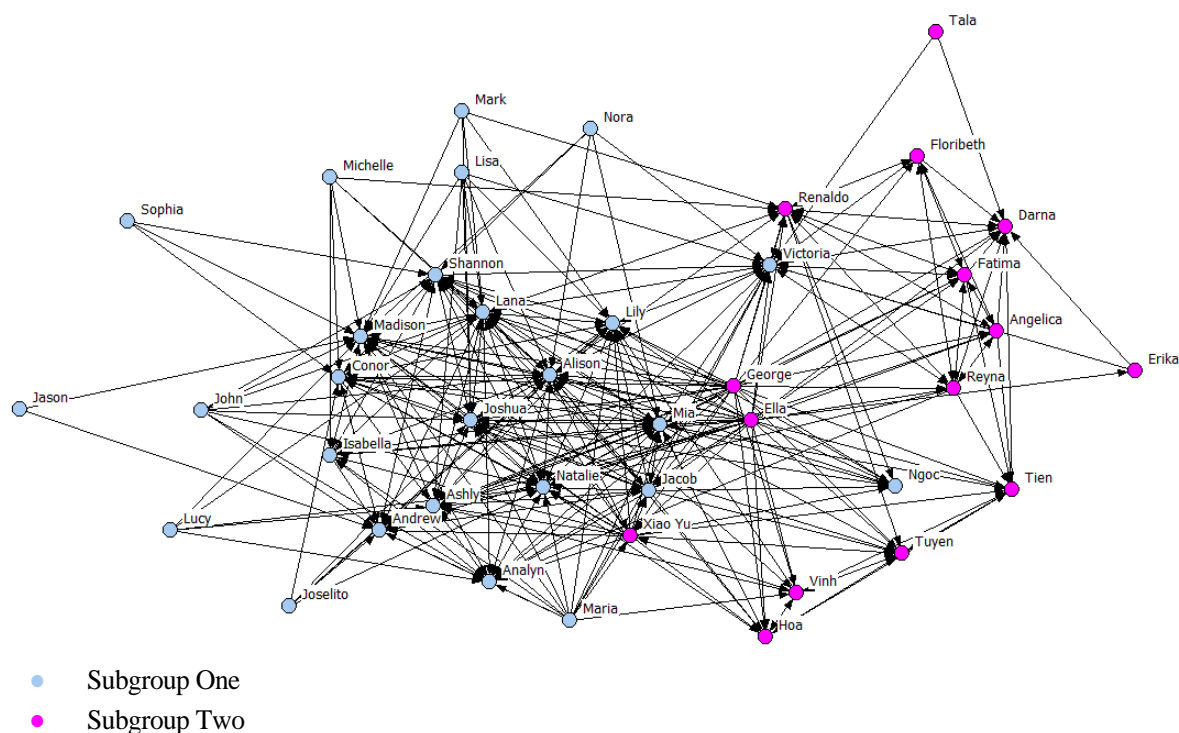 Tala
Mark
Nora
Floribeth
Michelle
Lisa
Renaldo
Sophia
Darna
Victoria
Shannon
Fatima
Lana
Lily
Angelica
Madison
Conor
Alison
George
Reyna
Erika
Jason
John
Joshua
Mia
Ella
Isabella
Natalie
Jacob
Ngoc
Tien
Ashly
Lucy
Andrew
Xiao Yu
Tuyen
Analyn
Vinh
Joselito
Maria
Hoa
Subgroup One
Subgroup Two